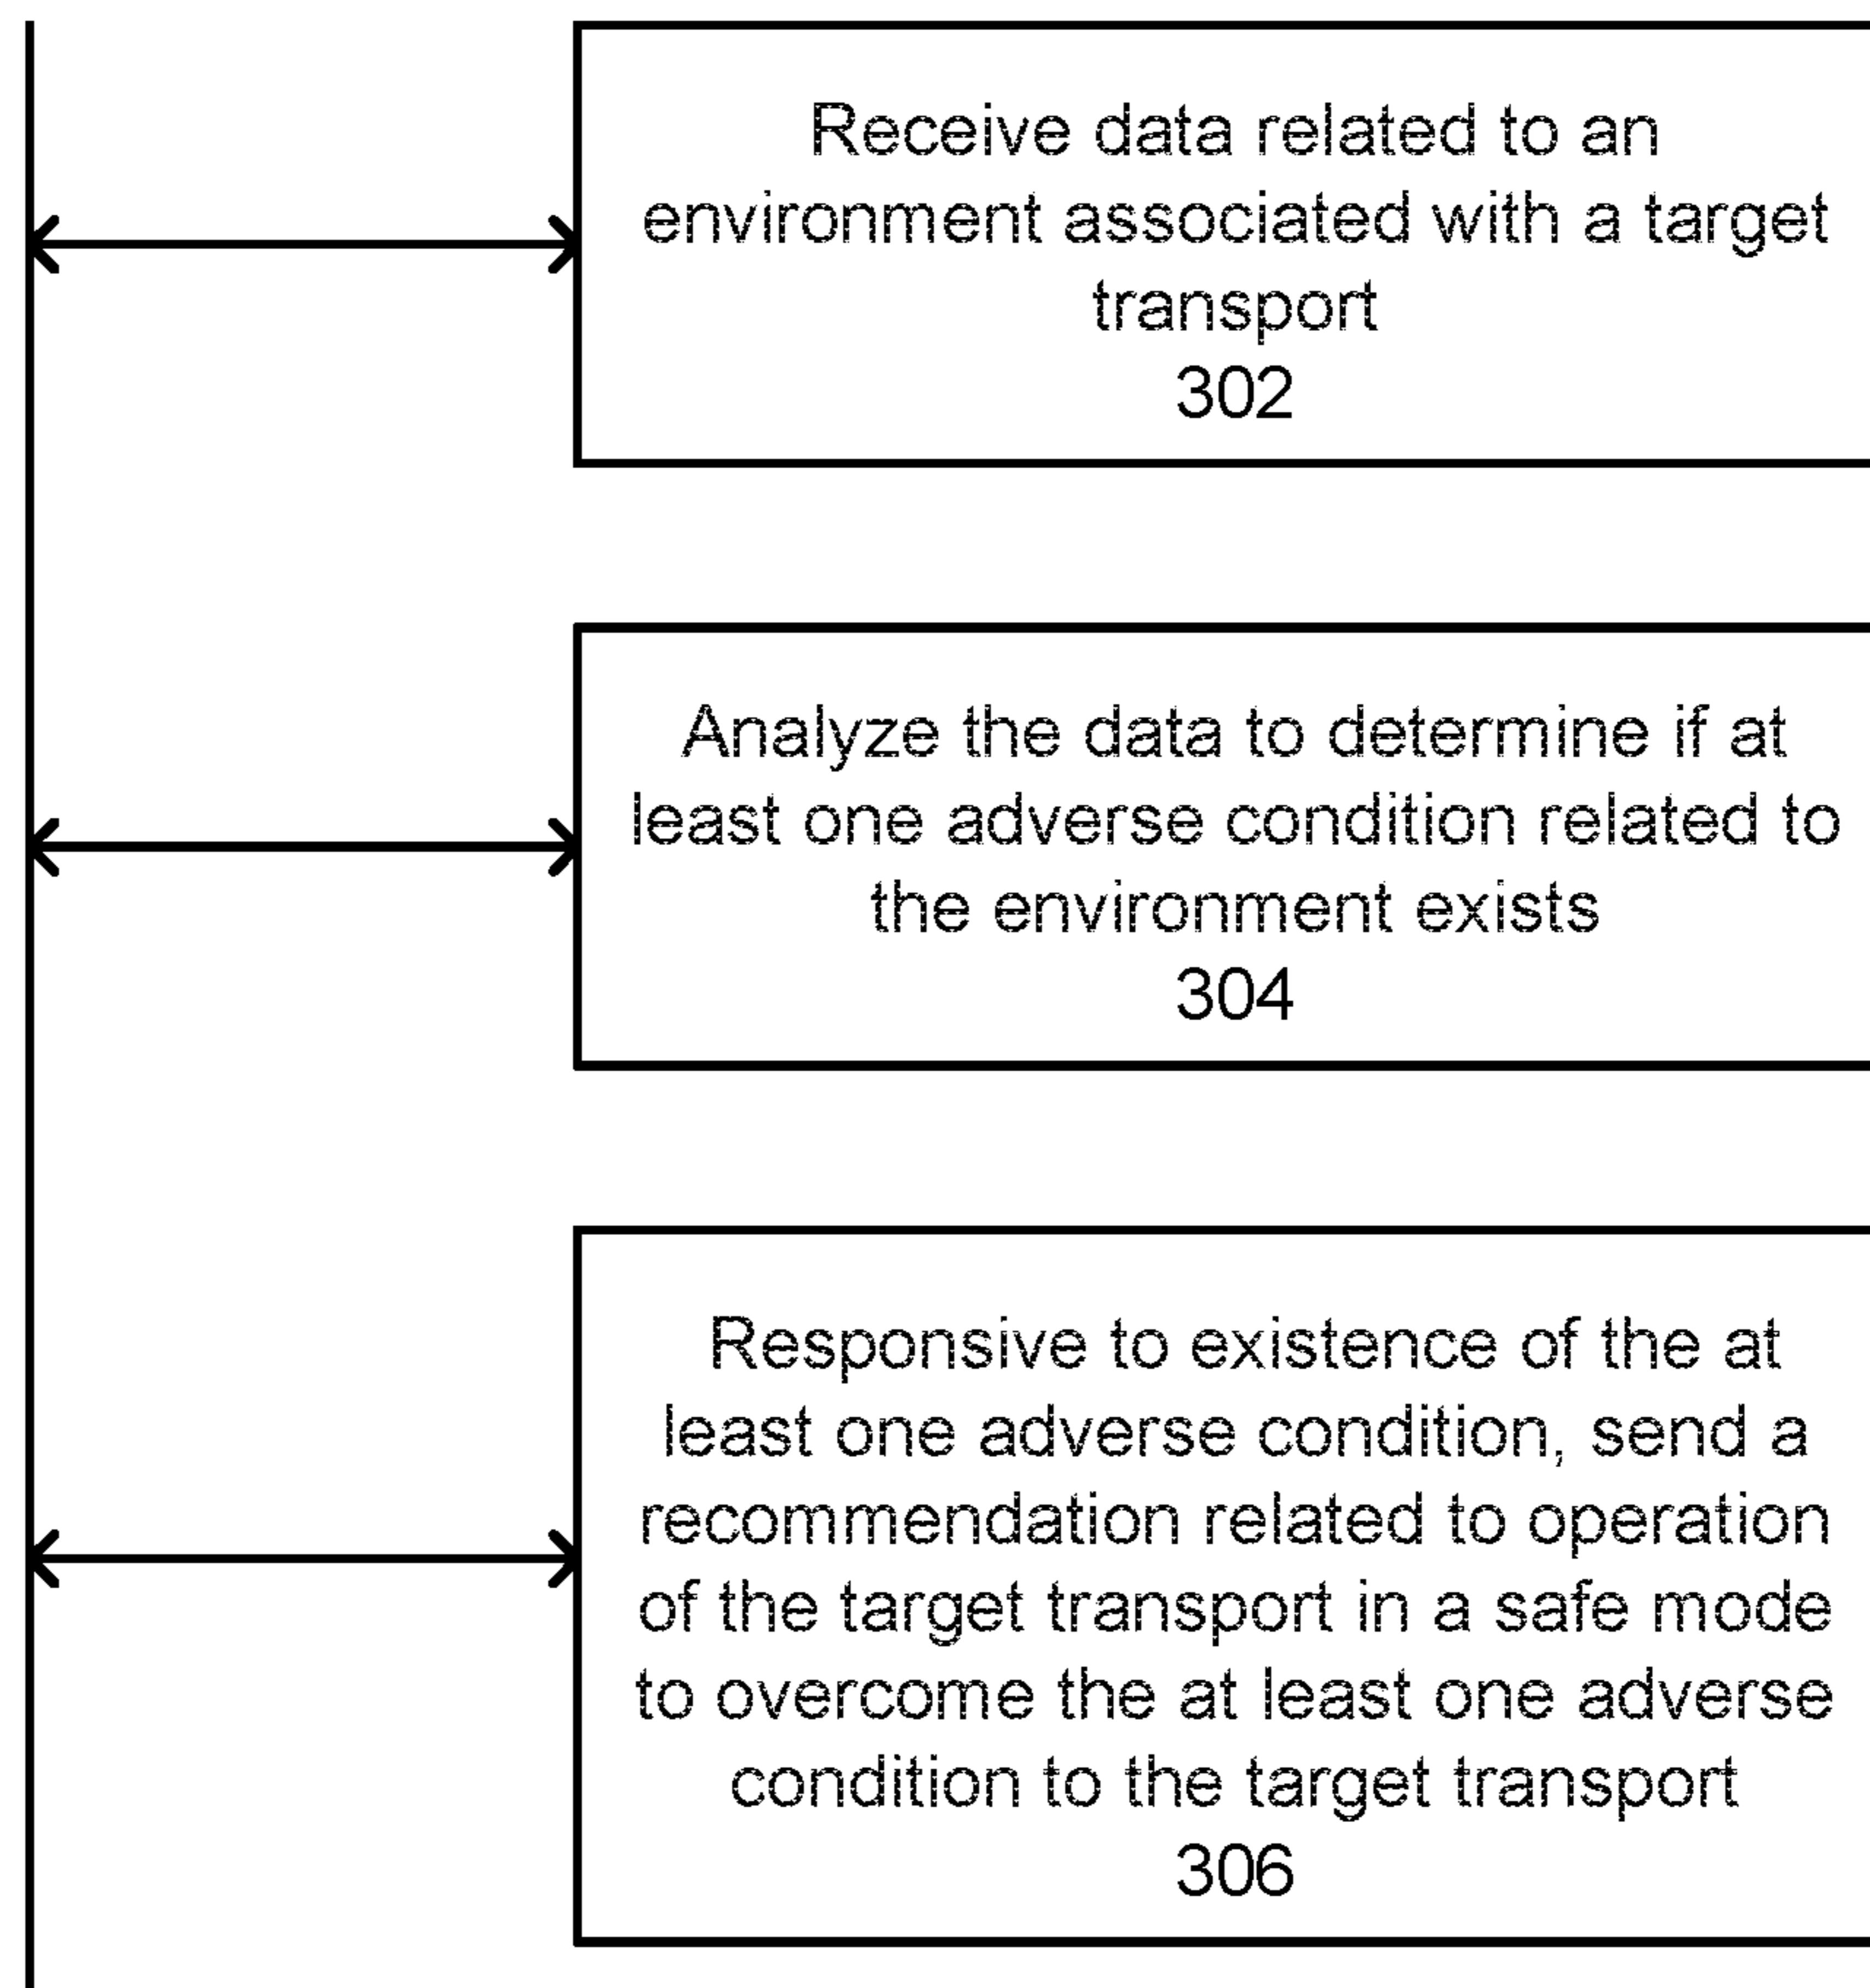 Receive data related to an
environment associated with a target
transport
302
Analyze the data to determine if at
least one adverse condition related to
the environment exists
304
Responsive to existence of the at
least one adverse condition, send a
recommendation related to operation
of the target transport in a safe mode
to overcome the at least one adverse
condition to the target transport
306